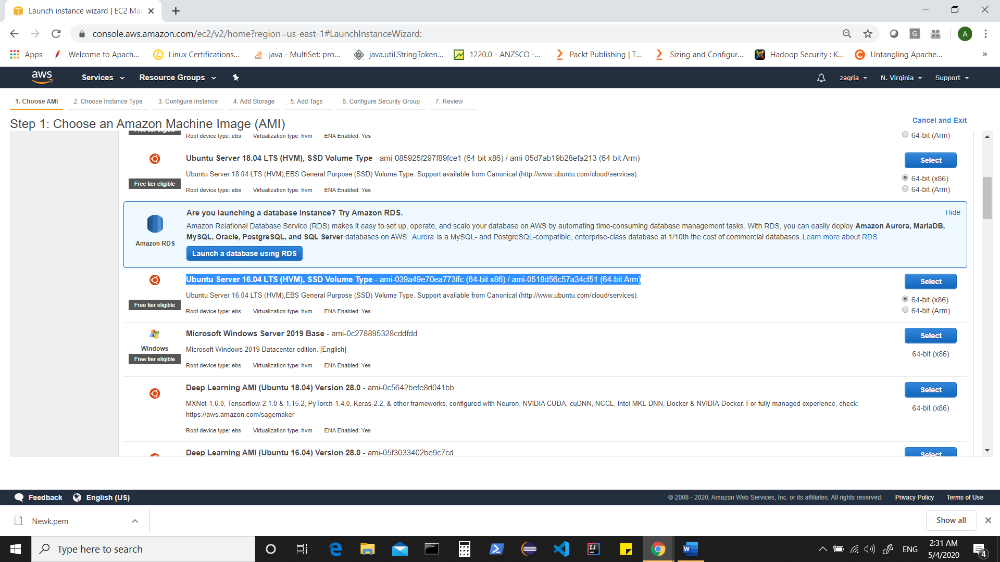 Launch instance wizard | EC2 Mar
console.aws.amazon.com/ec2/v2/home?region=us-east-1#LaunchInstanceWizard:
G
A
Apps
Welcome to Apach...
Linux Certifications...
java - MultiSet: pro...
java.util.StringToken...
1220.0 - ANZSCO -...
Packt Publishing | T...
Sizing and Configur...
Hadoop Security : K...
Untangling Apache...
»
aws
Services
Resource Groups
zagria
N. Virginia
Support
1. Choose AMI
2. Choose Instance Type
3. Configure Instance
4. Add Storage
5. Add Tags
6. Configure Security Group
7. Review
Step 1: Choose an Amazon Machine Image (AMI)
Cancel and Exit
Free tier eligible
Root device type: ebs Virtualization type: hvm ENA Enabled: Yes
64-bit (Arm)
Ubuntu Server 18.04 LTS (HVM), SSD Volume Type - ami-085925f297f89fce1 (64-bit x86) / ami-05d7ab19b28efa213 (64-bit Arm)
Select
Ubuntu Server 18.04 LTS (HVM),EBS General Purpose (SSD) Volume Type. Support available from Canonical (http://www.ubuntu.com/cloud/services).
64-bit (x86)
Free tier eligible
Root device type: ebs Virtualization type: hvm ENA Enabled: Yes
64-bit (Arm)
Are you launching a database instance? Try Amazon RDS.
Hide
Amazon Relational Database Service (RDS) makes it easy to set up, operate, and scale your database on AWS by automating time-consuming database management tasks. With RDS, you can easily deploy Amazon Aurora, MariaDB,
MySQL, Oracle, PostgreSQL, and SQL Server databases on AWS. Aurora is a MySQL- and PostgreSQL-compatible, enterprise-class database at 1/10th the cost of commercial databases. Learn more about RDS
Amazon RDS
Launch a database using RDS
Ubuntu Server 16.04 LTS (HVM), SSD Volume Type - ami-039a49e70ea773ffc (64-bit x86) / ami-0518d56c57a34cf51 (64-bit Arm)
Select
Ubuntu Server 16.04 LTS (HVM),EBS General Purpose (SSD) Volume Type. Support available from Canonical (http://www.ubuntu.com/cloud/services).
64-bit (x86)
Free tier eligible
Root device type: ebs Virtualization type: hvm ENA Enabled: Yes
64-bit (Arm)
Microsoft Windows Server 2019 Base - ami-0c278895328cddfdd
Select
Windows
Microsoft Windows 2019 Datacenter edition. [English]
64-bit (x86)
Free tier eligible
Root device type: ebs Virtualization type: hvm ENA Enabled: Yes
Deep Learning AMI (Ubuntu 18.04) Version 28.0 - ami-0c5642befe8d041bb
Select
MXNet-1.6.0, Tensorflow-2.1.0 & 1.15.2, PyTorch-1.4.0, Keras-2.2, & other frameworks, configured with Neuron, NVIDIA CUDA, cuDNN, NCCL, Intel MKL-DNN, Docker & NVIDIA-Docker. For fully managed experience, check:
https://aws.amazon.com/sagemaker
64-bit (x86)
Root device type: ebs Virtualization type: hvm ENA Enabled: Yes
Deep Learning AMI (Ubuntu 16.04) Version 28.0 - ami-05f3033402be9c7cd
Select
Feedback
English (US)
© 2008 - 2020, Amazon Web Services, Inc. or its affiliates. All rights reserved.
Privacy Policy
Terms of Use
Newk.pem
Show all
Type here to search
IJ
W
ENG
2:31 AM
5/4/2020
4